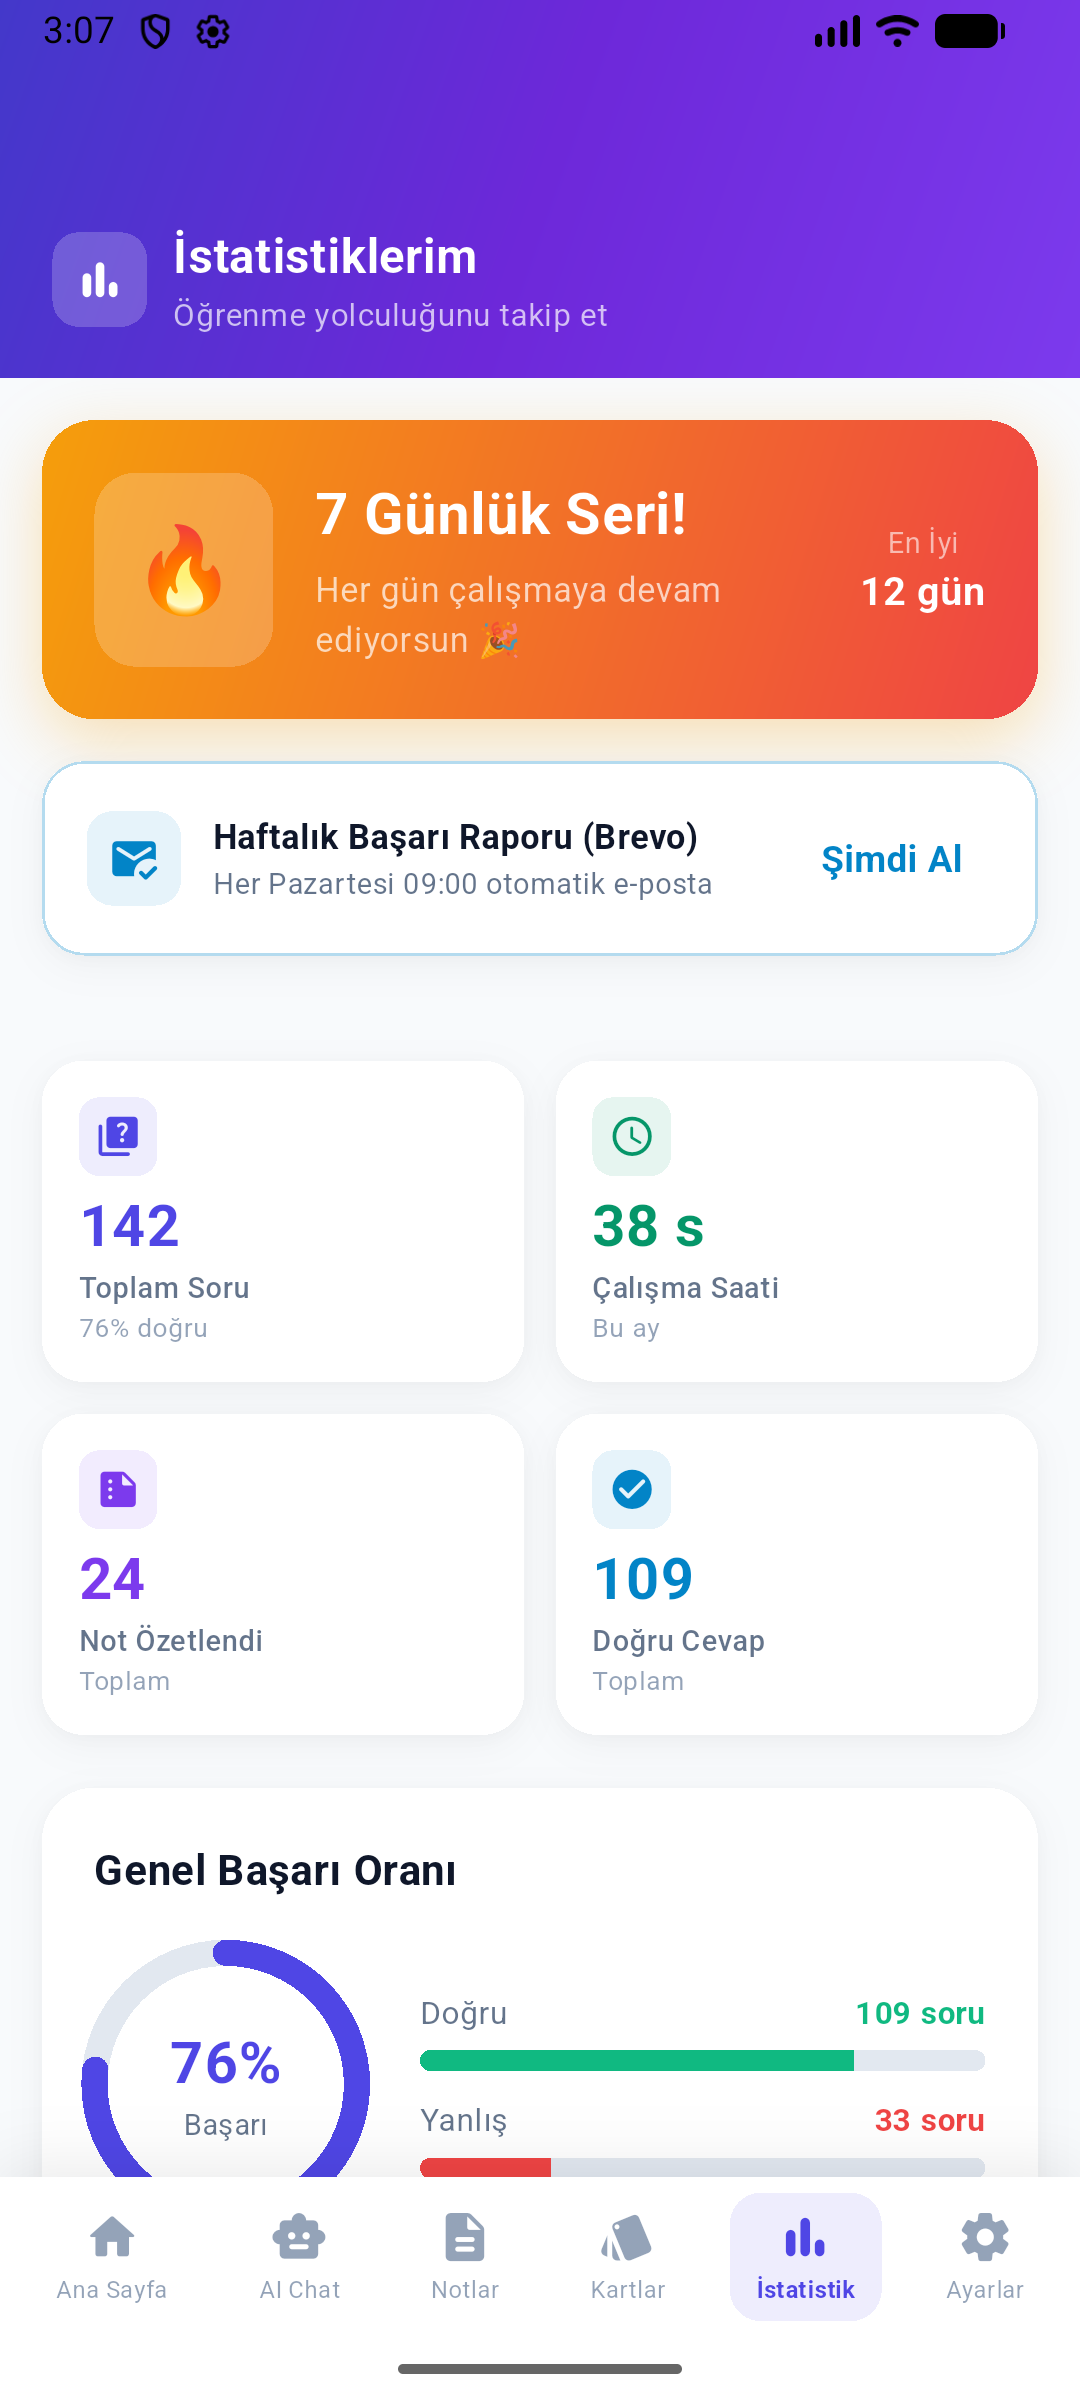 3:07
İstatistiklerim
Öğrenme yolculuğunu takip et
7 Günlük Seri!
Her gün çalışmaya devam
ediyorsun 🎉
En İyi
12 gün
Haftalık Başarı Raporu (Brevo)
Her Pazartesi 09:00 otomatik e-posta
Şimdi Al
142
Toplam Soru
76% doğru
38 s
Çalışma Saati
Bu ay
24
Not Özetlendi
Toplam
109
Doğru Cevap
Toplam
Genel Başarı Oranı
76%
Başarı
Doğru
109 soru
Yanlış
33 soru
Ana Sayfa
AI Chat
Notlar
Kartlar
İstatistik
Ayarlar